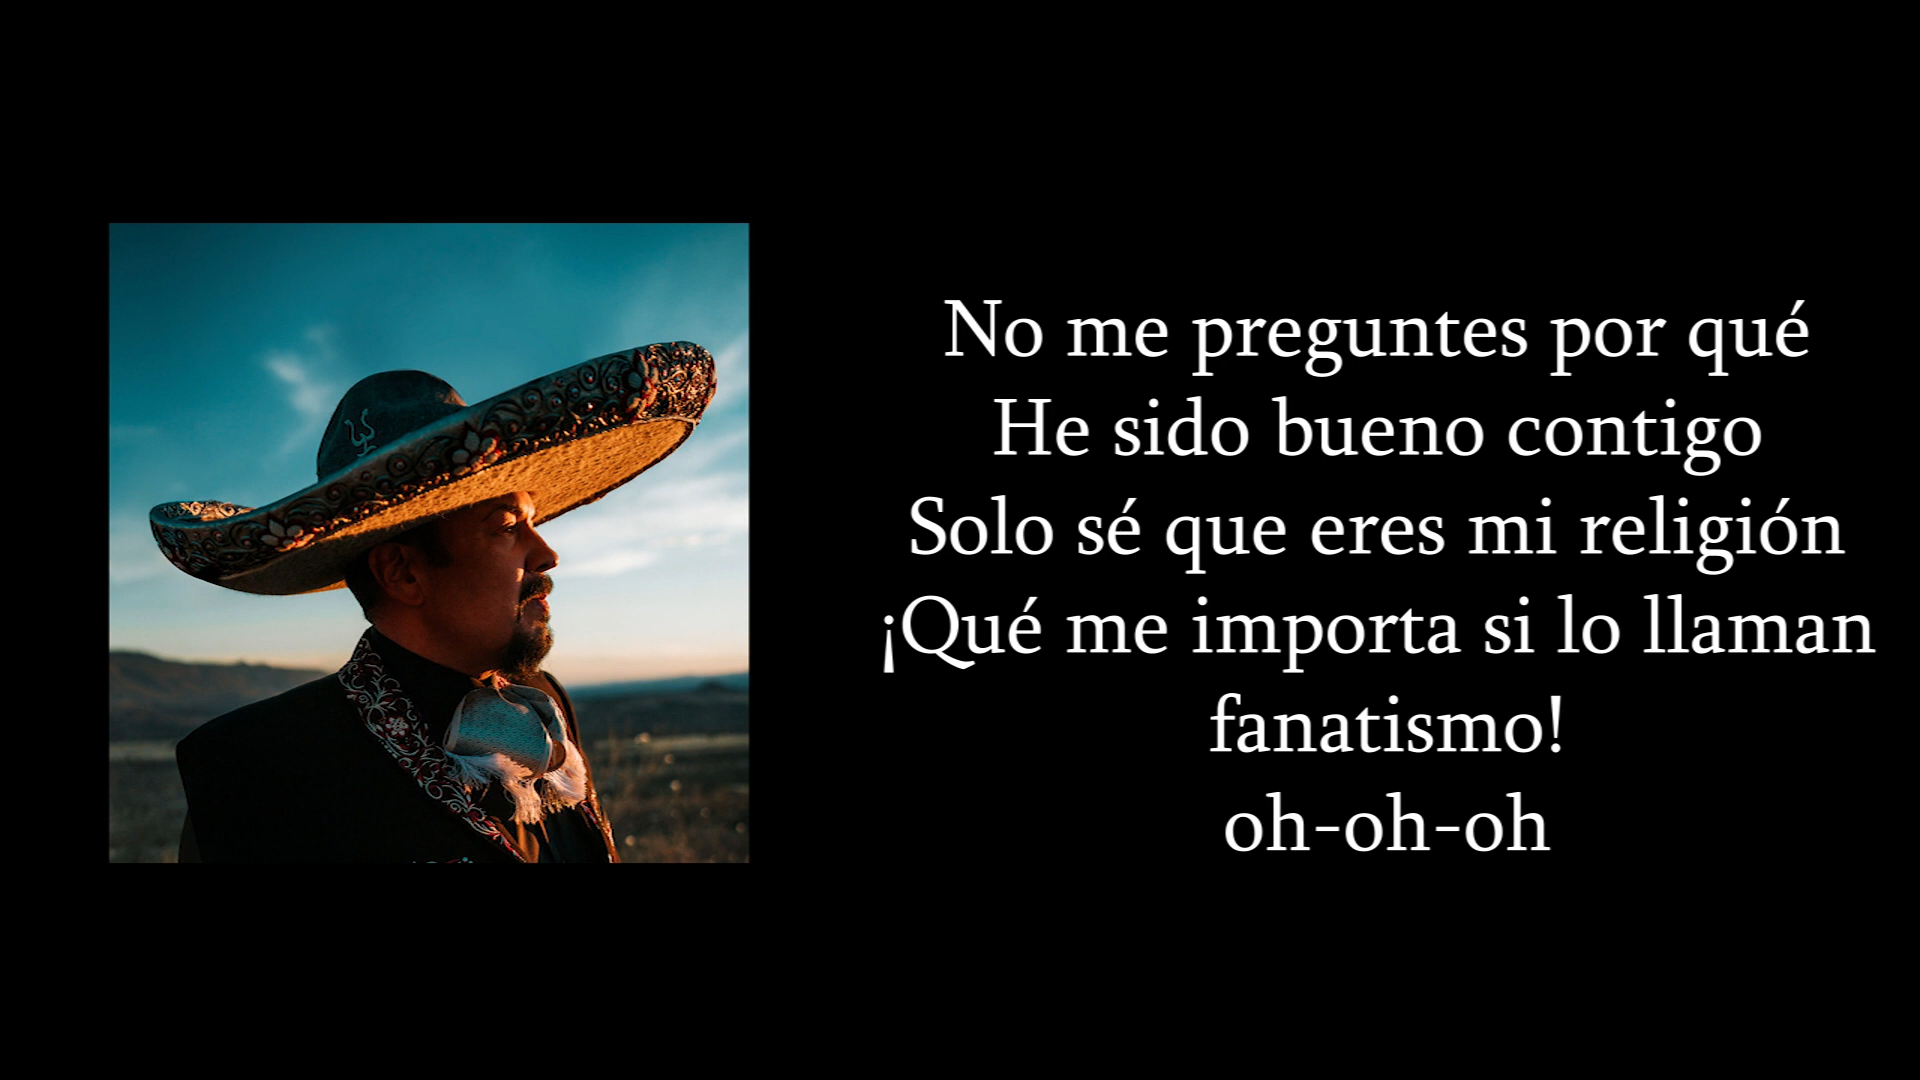 No me preguntes por qué
He sido bueno contigo
Solo sé que eres mi religión
¡Qué me importa si lo llaman
fanatismo!
oh-oh-oh